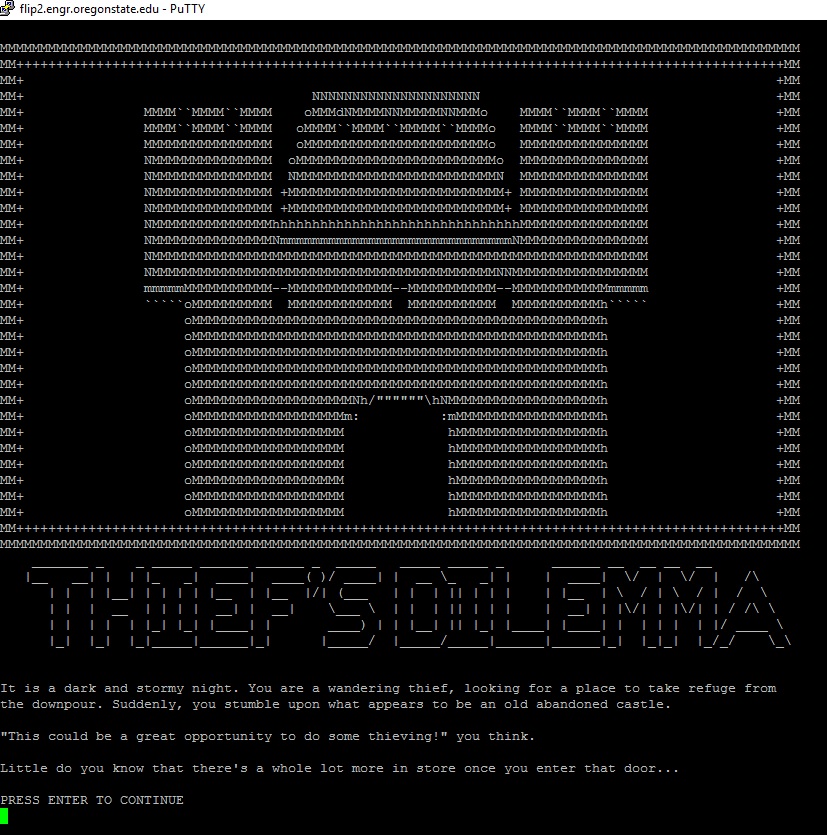 flip2.engr.oregonstate.edu - PuTTY
THIEF'S DILEMMA
It is a dark and stormy night. You are a wandering thief, looking for a place to take refuge from
the downpour. Suddenly, you stumble upon what appears to be an old abandoned castle.
"This could be a great opportunity to do some thieving!" you think.
Little do you know that there's a whole lot more in store once you enter that door...
PRESS ENTER TO CONTINUE